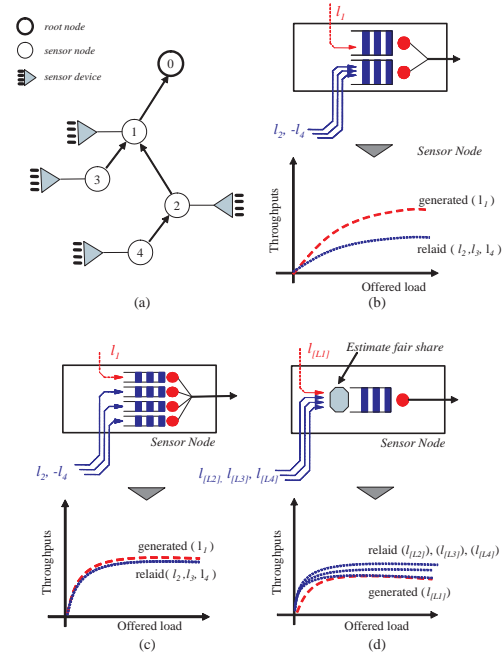 root node
sensor node
sensor device
0
1
3
2
4
(a)
l1
l2, -l4
Sensor Node
Throughputs
generated (l1)
relaid (l2,l3, l4)
Offered load
(b)
l1
Sensor Node
l2, -l4
Throughputs
generated (l1)
relaid(l2,l3, l4)
Offered load
(c)
l[L1]
Estimate fair share
Sensor Node
l[L2], l[L3], l[L4]
Throughputs
relaid (l[L2]), (l[L3]), (l[L4])
generated (l[L1])
Offered load
(d)